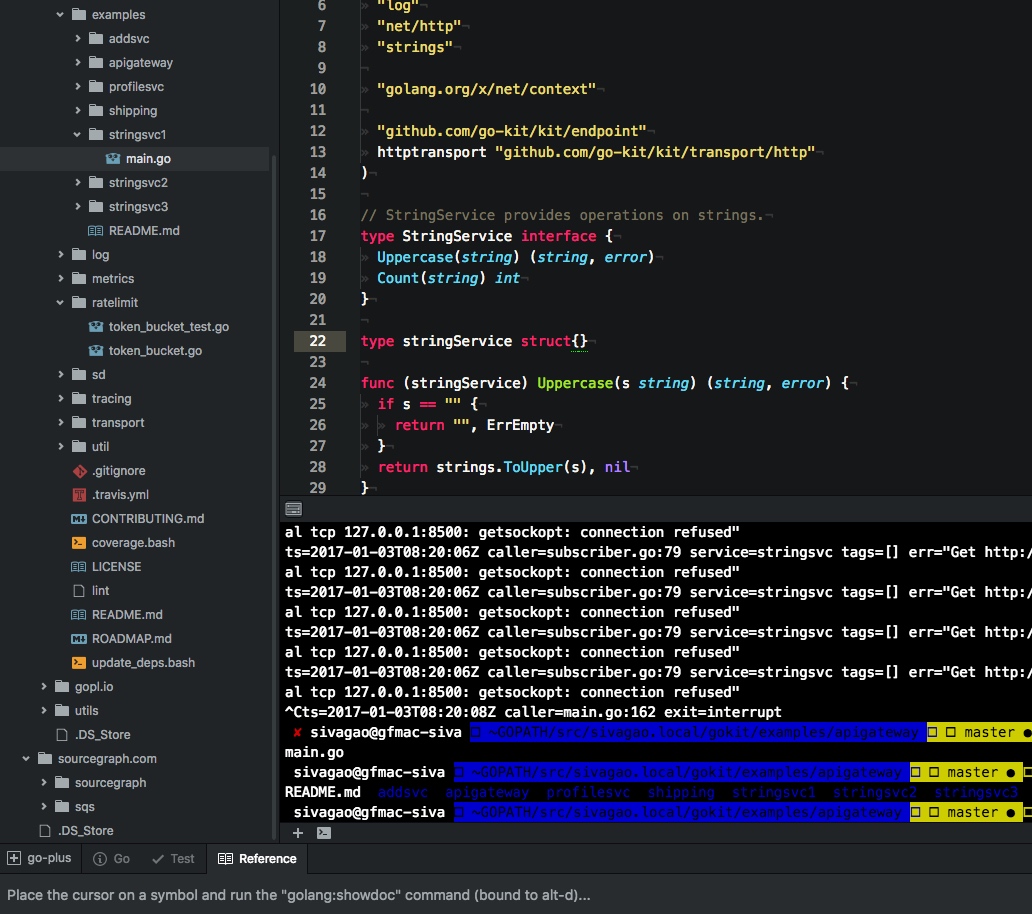 examples
addsvc
apigateway
profilesvc
shipping
stringsvc1
main.go
stringsvc2
stringsvc3
README.md
log
metrics
ratelimit
token_bucket_test.go
token_bucket.go
sd
tracing
transport
util
.gitignore
.travis.yml
CONTRIBUTING.md
coverage.bash
LICENSE
lint
README.md
ROADMAP.md
update_deps.bash
gopl.io
utils
.DS_Store
sourcegraph.com
sourcegraph
sqs
.DS_Store
6 "log"
7 "net/http"
8 "strings"
9
10 "golang.org/x/net/context"
11
12 "github.com/go-kit/kit/endpoint"
13 httptransport "github.com/go-kit/kit/transport/http"
14 )
15
16 // StringService provides operations on strings.
17 type StringService interface {
18 Uppercase(string) (string, error)
19 Count(string) int
20 }
21
22 type stringService struct{}
23
24 func (stringService) Uppercase(s string) (string, error) {
25 if s == "" {
26 return "", ErrEmpty
27 }
28 return strings.ToUpper(s), nil
29 }
al tcp 127.0.0.1:8500: getsockopt: connection refused"
ts=2017-01-03T08:20:06Z caller=subscriber.go:79 service=stringsvc tags=[] err="Get http:/
al tcp 127.0.0.1:8500: getsockopt: connection refused"
ts=2017-01-03T08:20:06Z caller=subscriber.go:79 service=stringsvc tags=[] err="Get http:/
al tcp 127.0.0.1:8500: getsockopt: connection refused"
ts=2017-01-03T08:20:06Z caller=subscriber.go:79 service=stringsvc tags=[] err="Get http:/
al tcp 127.0.0.1:8500: getsockopt: connection refused"
ts=2017-01-03T08:20:06Z caller=subscriber.go:79 service=stringsvc tags=[] err="Get http:/
al tcp 127.0.0.1:8500: getsockopt: connection refused"
^Cts=2017-01-03T08:20:08Z caller=main.go:162 exit=interrupt
✘ sivagao@gfmac-siva ~GOPATH/src/sivagao.local/gokit/examples/apigateway master ●
main.go
sivagao@gfmac-siva ~GOPATH/src/sivagao.local/gokit/examples/apigateway master ●
README.md addsvc apigateway profilesvc shipping stringsvc1 stringsvc2 stringsvc3
sivagao@gfmac-siva ~GOPATH/src/sivagao.local/gokit/examples/apigateway master ●
go-plus Go Test Reference
Place the cursor on a symbol and run the "golang:showdoc" command (bound to alt-d)...